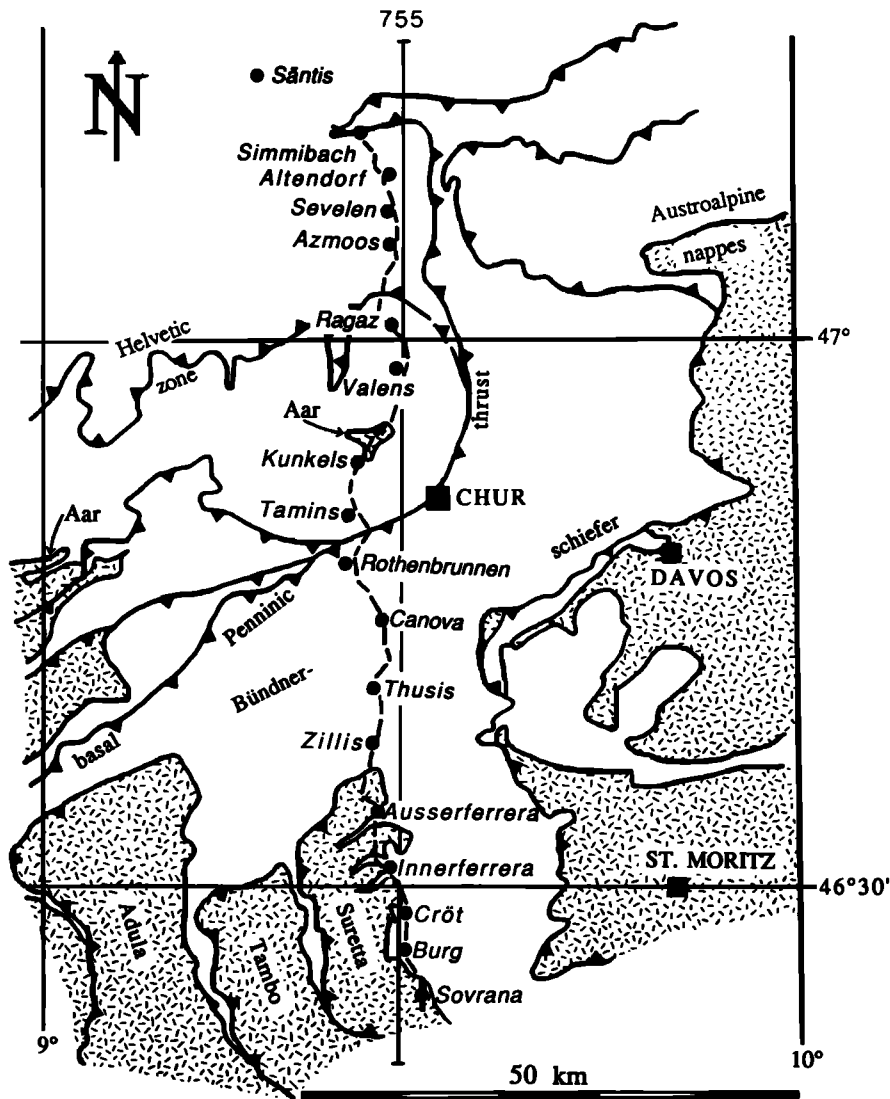 755
N
Säntis
Simmibach
Altendorf
Sevelen
Azmoos
Austroalpine
nappes
Ragaz
47°
Helvetic
zone
Valens
thrust
Aar
Kunkels
CHUR
Tamins
Aar
schiefer
Rothenbrunnen
DAVOS
Penninic
Canova
Bündner-
Thusis
basal
Zillis
Ausserferrera
ST. MORITZ
Innerferrera
46°30'
Adula
Tambo
Suretta
Cröt
Burg
Sovrana
9°
10°
50 km